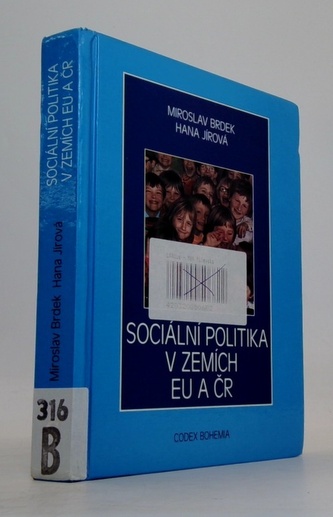 SOCIÁLNÍ POLITIKA
V ZEMÍCH EU A ČR
Miroslav Brdek Hana Jírová
316
B
MIROSLAV BRDEK
HANA JÍROVÁ
SOCIÁLNÍ POLITIKA
V ZEMÍCH
EU A ČR
CODEX BOHEMIA